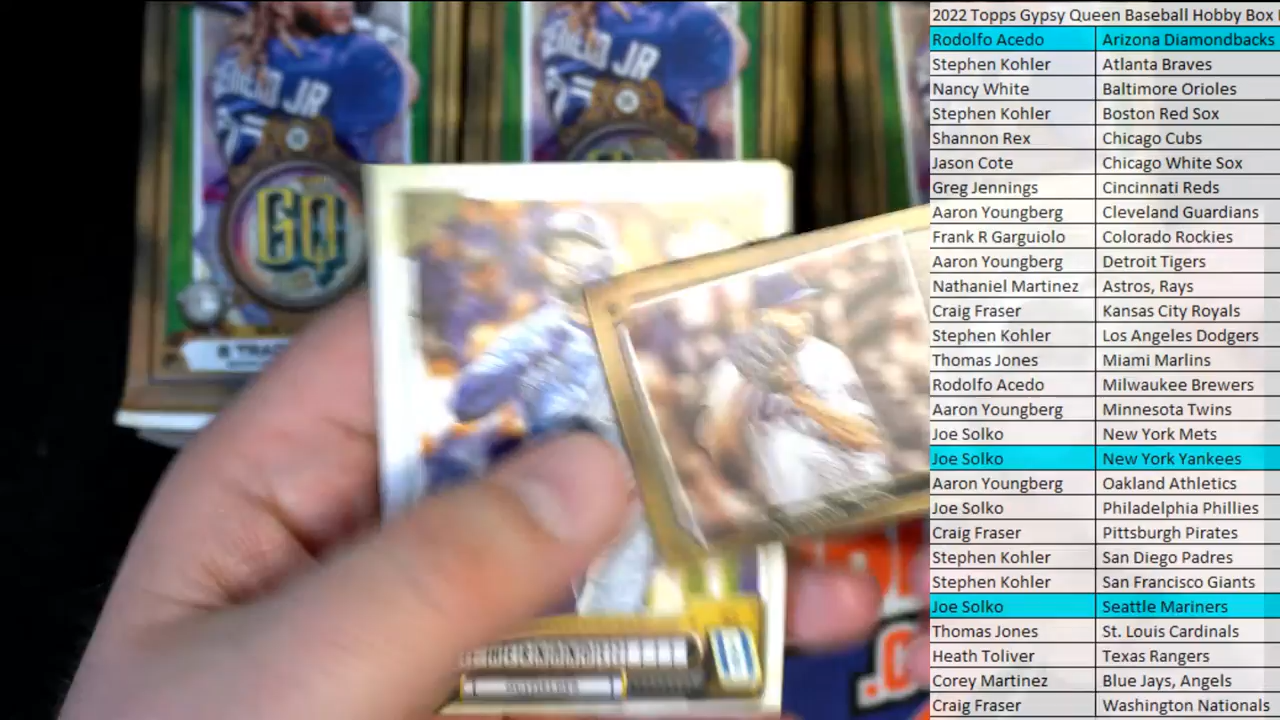 2022 Topps Gypsy Queen Baseball Hobby Box
Rodolfo Acedo Arizona Diamondbacks
Stephen Kohler Atlanta Braves
Nancy White Baltimore Orioles
Stephen Kohler Boston Red Sox
Shannon Rex Chicago Cubs
Jason Cote Chicago White Sox
Greg Jennings Cincinnati Reds
Aaron Youngberg Cleveland Guardians
Frank R Garguiolo Colorado Rockies
Aaron Youngberg Detroit Tigers
Nathaniel Martinez Astros, Rays
Craig Fraser Kansas City Royals
Stephen Kohler Los Angeles Dodgers
Thomas Jones Miami Marlins
Rodolfo Acedo Milwaukee Brewers
Aaron Youngberg Minnesota Twins
Joe Solko New York Mets
Joe Solko New York Yankees
Aaron Youngberg Oakland Athletics
Joe Solko Philadelphia Phillies
Craig Fraser Pittsburgh Pirates
Stephen Kohler San Diego Padres
Stephen Kohler San Francisco Giants
Joe Solko Seattle Mariners
Thomas Jones St. Louis Cardinals
Heath Toliver Texas Rangers
Corey Martinez Blue Jays, Angels
Craig Fraser Washington Nationals
JR
JR
GQ